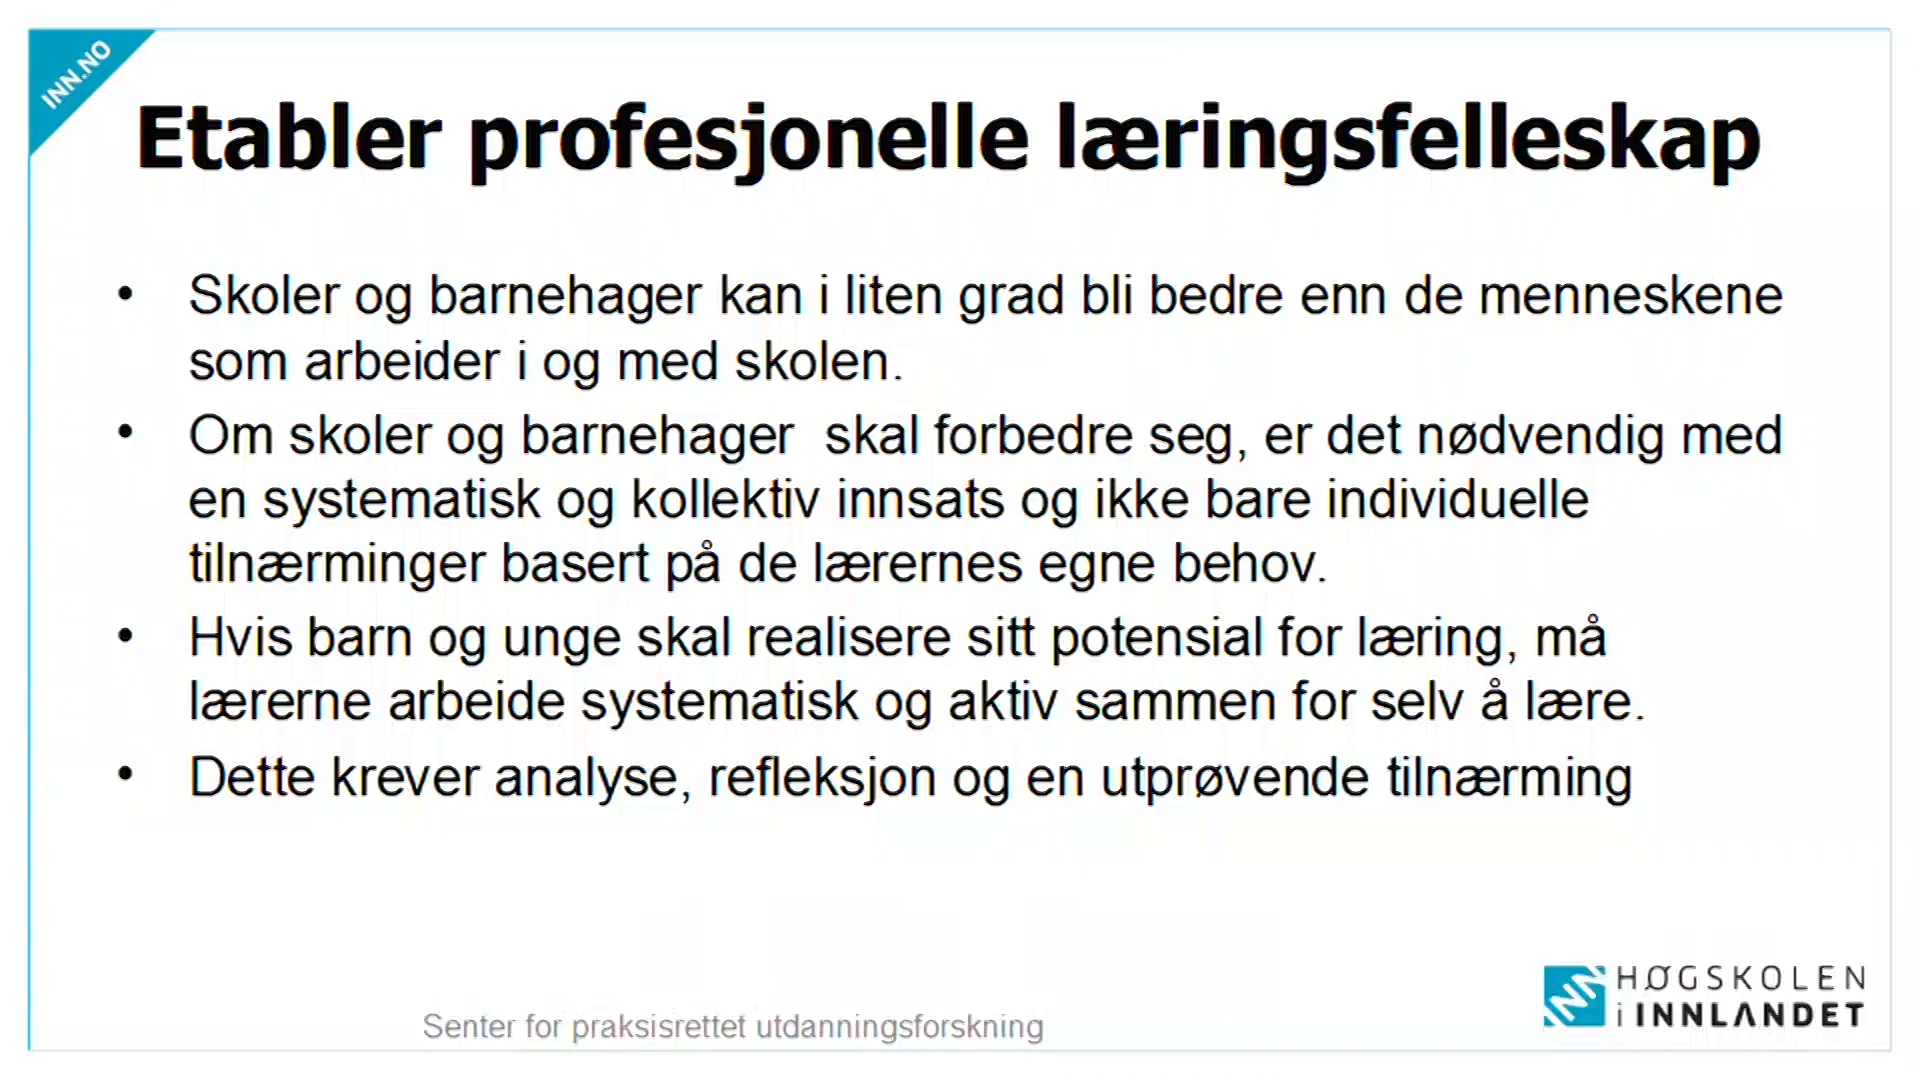 INN.NO
Etabler profesjonelle læringsfelleskap
• Skoler og barnehager kan i liten grad bli bedre enn de menneskene
som arbeider i og med skolen.
• Om skoler og barnehager  skal forbedre seg, er det nødvendig med
en systematisk og kollektiv innsats og ikke bare individuelle
tilnærminger basert på de lærernes egne behov.
• Hvis barn og unge skal realisere sitt potensial for læring, må
lærerne arbeide systematisk og aktiv sammen for selv å lære.
• Dette krever analyse, refleksjon og en utprøvende tilnærming
Senter for praksisrettet utdanningsforskning
HØGSKOLEN
i INNLANDET